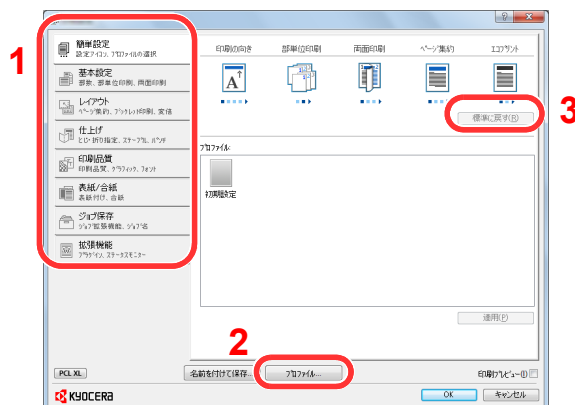 1
簡単設定
設定アイコン、プロファイルの選択
基本設定
部数、部単位印刷、両面印刷
レイアウト
ページ集約、ブックレット印刷、変倍
仕上げ
とじ・折り指定、ステープル、パンチ
印刷品質
印刷品質、グラフィック、フォント
表紙/合紙
表紙付け、合紙
ジョブ保存
ジョブ拡張機能、ジョブ名
拡張機能
プラグイン、ステータスモニター
印刷の向き 部単位印刷 両面印刷 ページ集約 エコプリント
A
標準に戻す(R)
3
プロファイル:
初期設定
適用(P)
2
PCL XL 名前を付けて保存... プロファイル... 印刷プレビュー(I)
KYOCERA OK キャンセル